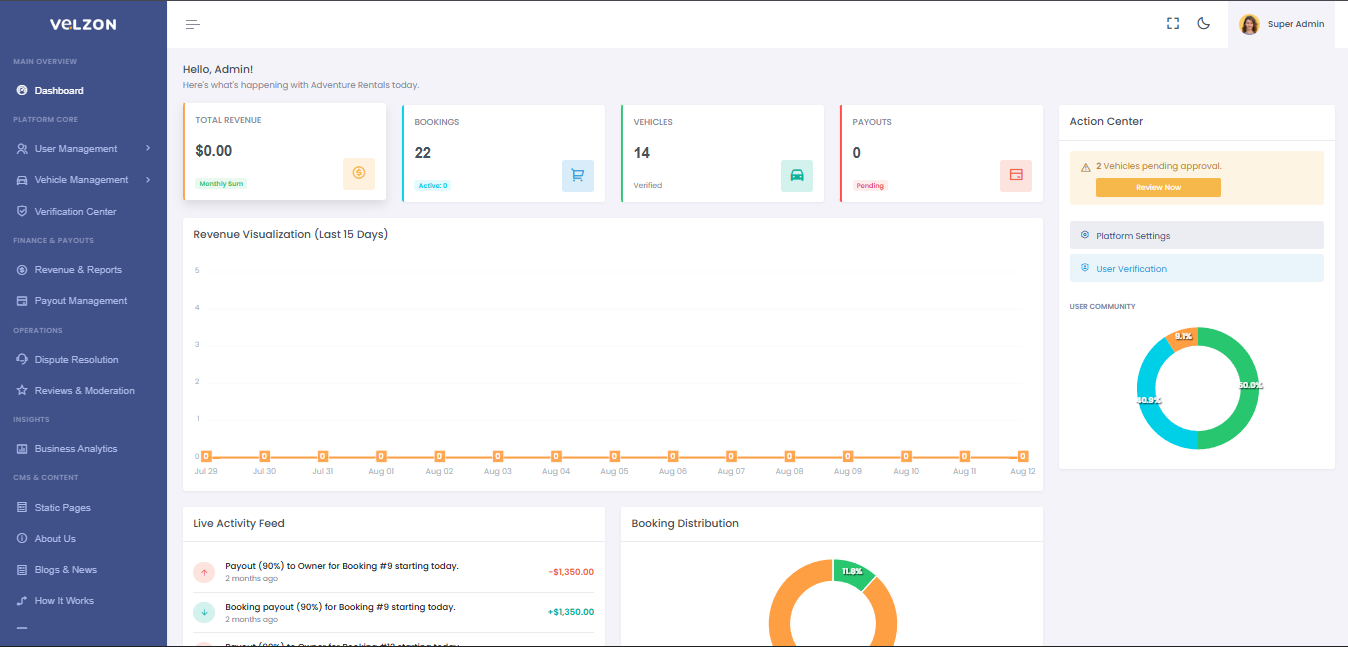 VELZON
MAIN OVERVIEW
Dashboard
PLATFORM CORE
User Management
Vehicle Management
Verification Center
FINANCE & PAYOUTS
Revenue & Reports
Payout Management
OPERATIONS
Dispute Resolution
Reviews & Moderation
INSIGHTS
Business Analytics
CMS & CONTENT
Static Pages
About Us
Blogs & News
How It Works
Super Admin
Hello, Admin!
Here's what's happening with Adventure Rentals today.
TOTAL REVENUE
$0.00
Monthly Sum
BOOKINGS
22
Active: 0
VEHICLES
14
Verified
PAYOUTS
0
Pending
Revenue Visualization (Last 15 Days)
5
4
3
2
1
0
0 0 0 0 0 0 0 0 0 0 0 0 0 0 0
Jul 29 Jul 30 Jul 31 Aug 01 Aug 02 Aug 03 Aug 04 Aug 05 Aug 06 Aug 07 Aug 08 Aug 09 Aug 10 Aug 11 Aug 12
Action Center
2 Vehicles pending approval.
Review Now
Platform Settings
User Verification
USER COMMUNITY
9.1%
50.0%
40.9%
Live Activity Feed
Payout (90%) to Owner for Booking #9 starting today.
2 months ago
-$1,350.00
Booking payout (90%) for Booking #9 starting today.
2 months ago
+$1,350.00
Payout (90%) to Owner for Booking #12 starting today.
Booking Distribution
11.8%